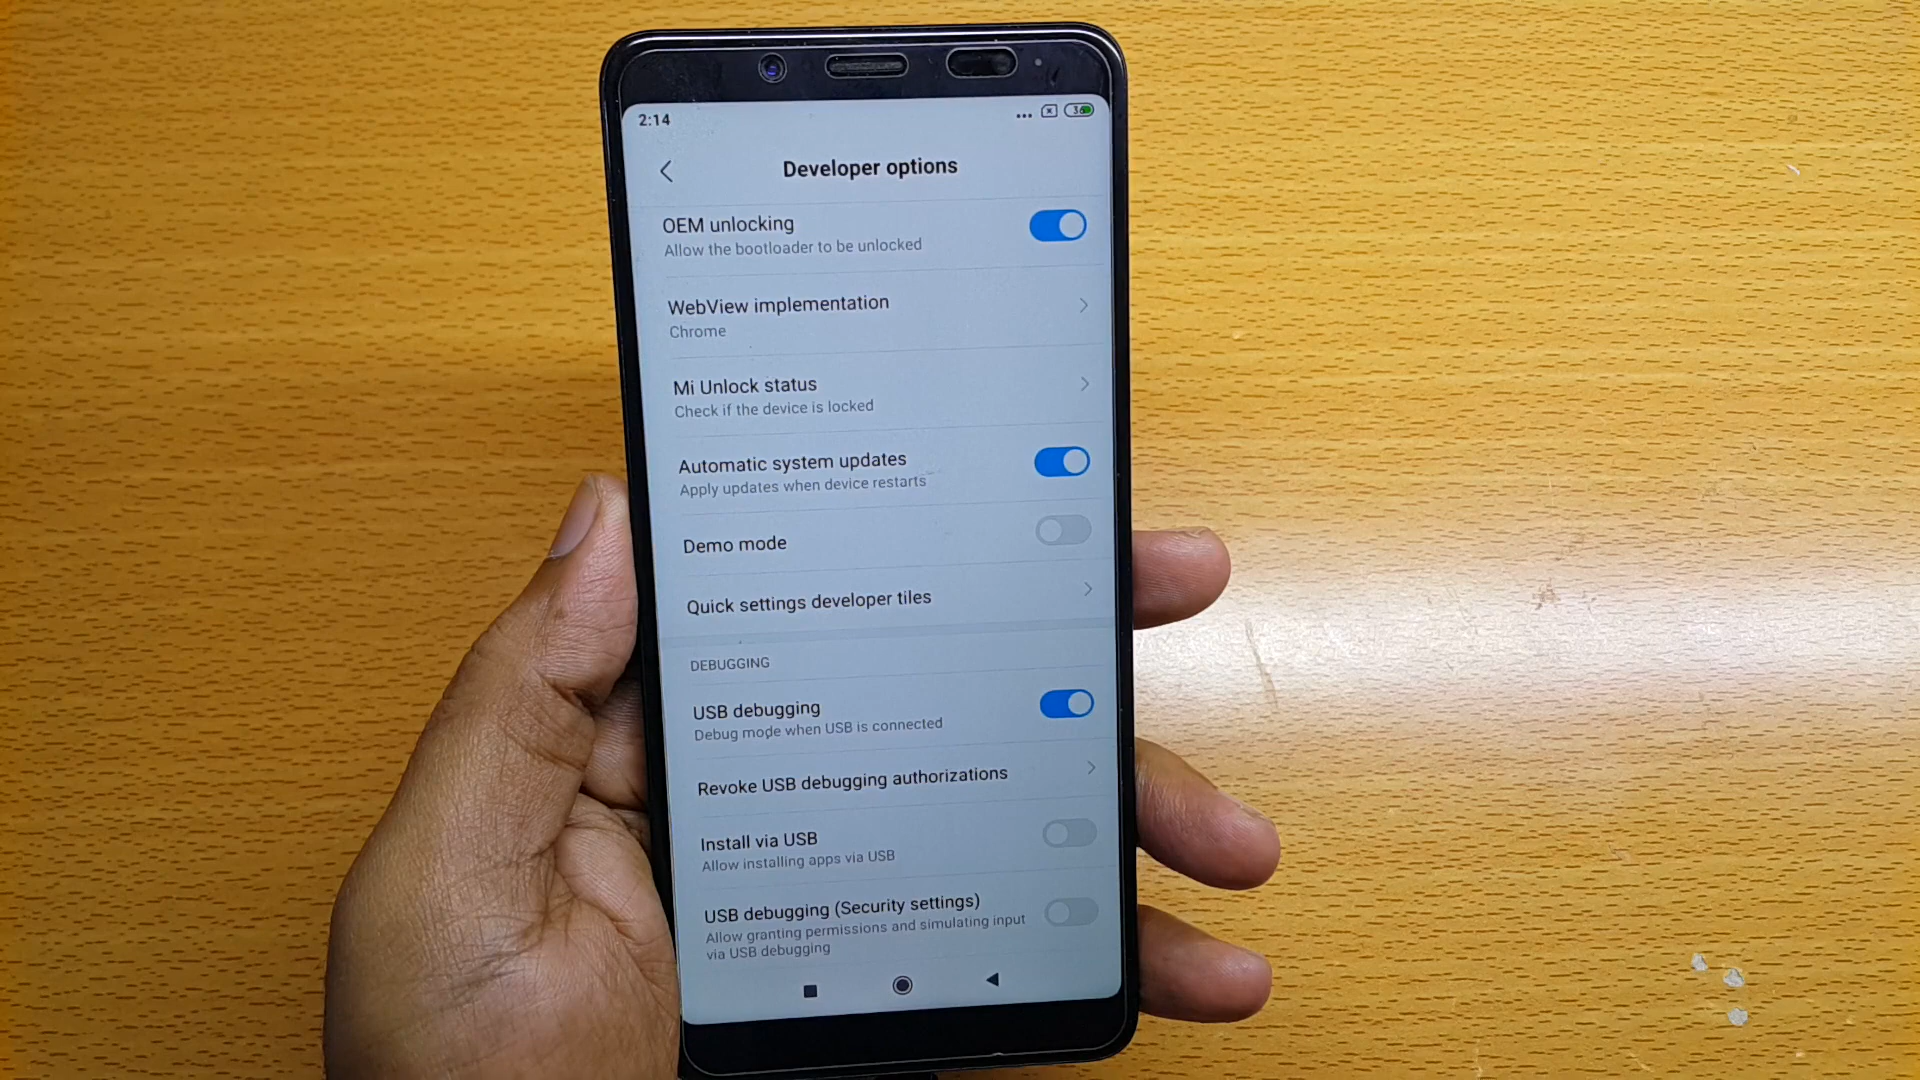 2:14
Developer options
OEM unlocking
Allow the bootloader to be unlocked
WebView implementation
Chrome
Mi Unlock status
Check if the device is locked
Automatic system updates
Apply updates when device restarts
Demo mode
Quick settings developer tiles
DEBUGGING
USB debugging
Debug mode when USB is connected
Revoke USB debugging authorizations
Install via USB
Allow installing apps via USB
USB debugging (Security settings)
Allow granting permissions and simulating input
via USB debugging